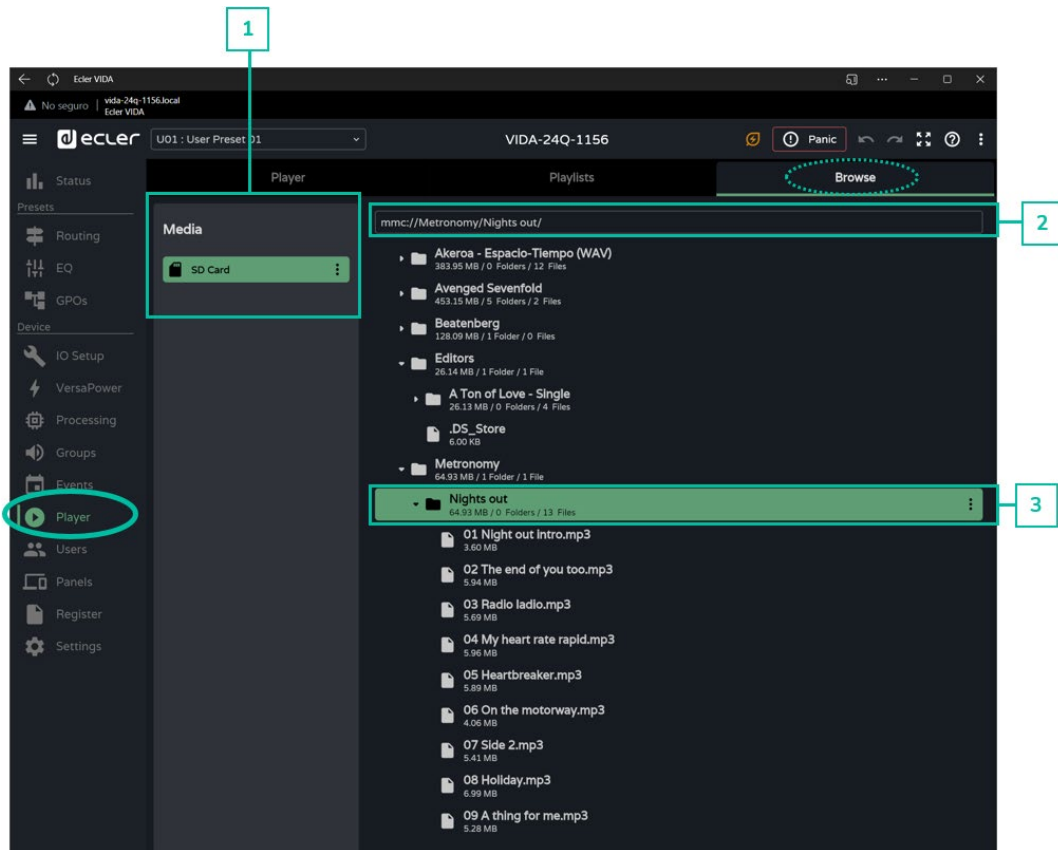 1
Ecler VIDA
No seguro
vida-24q-1156.local
Ecler VIDA
ecler
U01 : User Preset 01
VIDA-24Q-1156
Panic
Status
Player
Playlists
Browse
Presets
Routing
EQ
GPOs
Device
IO Setup
VersaPower
Processing
Groups
Events
Player
Users
Panels
Register
Settings
Media
SD Card
mmc://Metronomy/Nights out/
2
Akeroa - Espacio-Tiempo (WAV)
383.95 MB / 0 Folders / 12 Files
Avenged Sevenfold
453.15 MB / 5 Folders / 2 Files
Beatenberg
128.09 MB / 1 Folder / 0 Files
Editors
26.14 MB / 1 Folder / 1 File
A Ton of Love - Single
26.13 MB / 0 Folders / 4 Files
.DS_Store
6.00 KB
Metronomy
64.93 MB / 1 Folder / 1 File
Nights out
64.93 MB / 0 Folders / 13 Files
3
01 Night out intro.mp3
3.60 MB
02 The end of you too.mp3
5.94 MB
03 Radio ladio.mp3
5.69 MB
04 My heart rate rapid.mp3
5.96 MB
05 Heartbreaker.mp3
5.89 MB
06 On the motorway.mp3
4.06 MB
07 Side 2.mp3
5.41 MB
08 Holiday.mp3
6.99 MB
09 A thing for me.mp3
5.28 MB